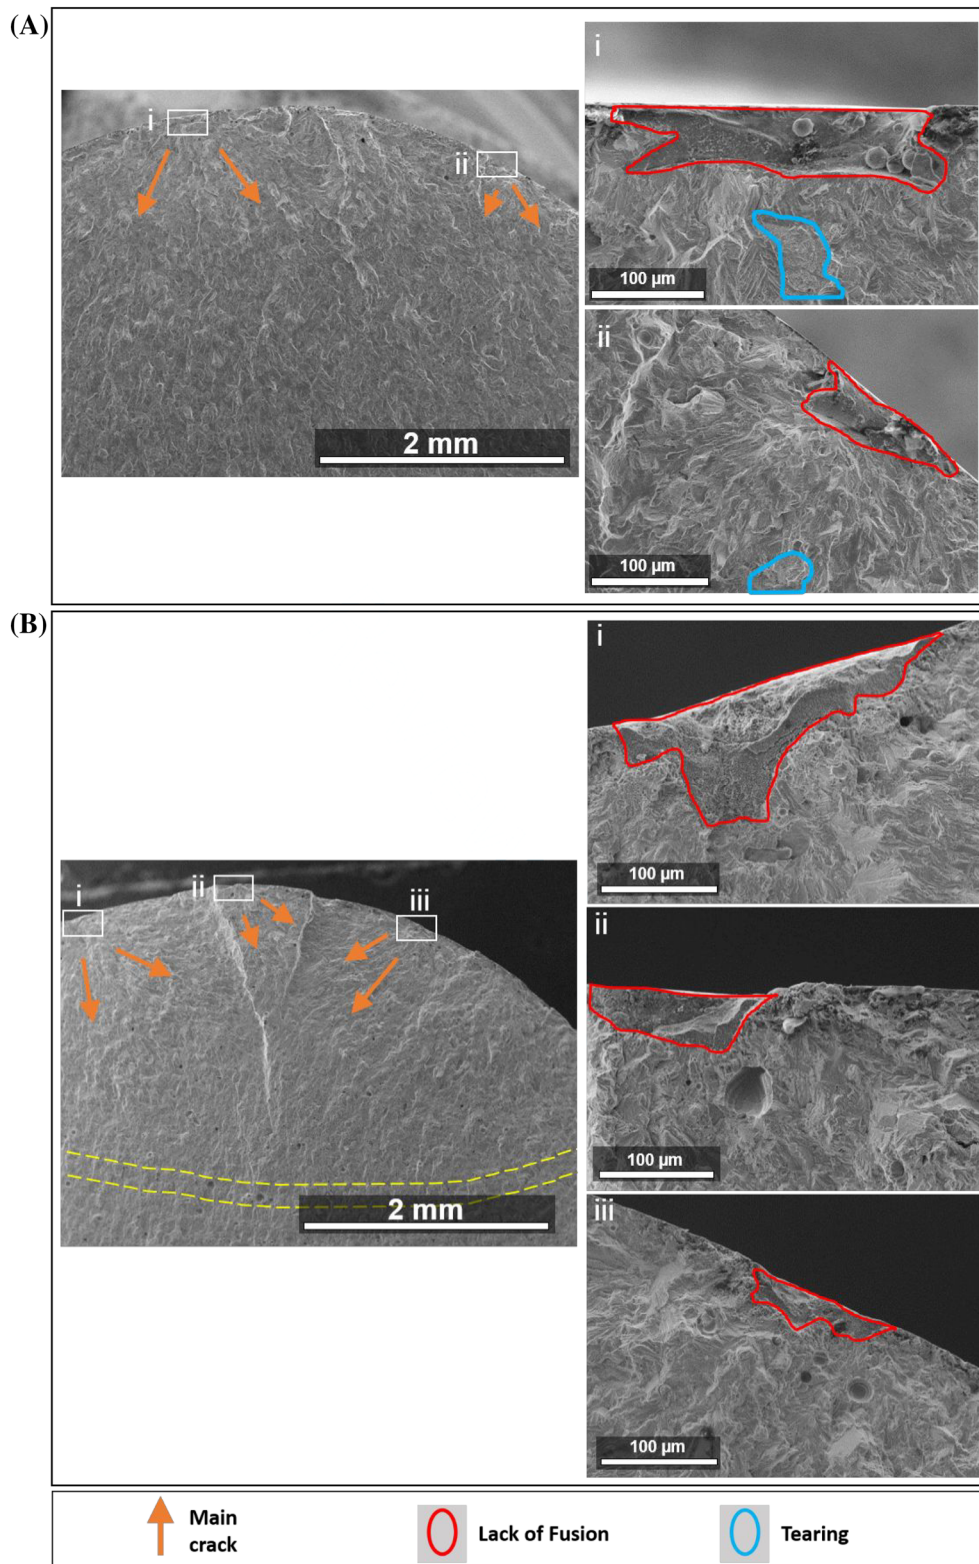 (A)
i
ii
2 mm
i
100 µm
ii
100 µm
(B)
i
ii
iii
2 mm
i
100 µm
ii
100 µm
iii
100 µm
Main
crack
Lack of Fusion
Tearing